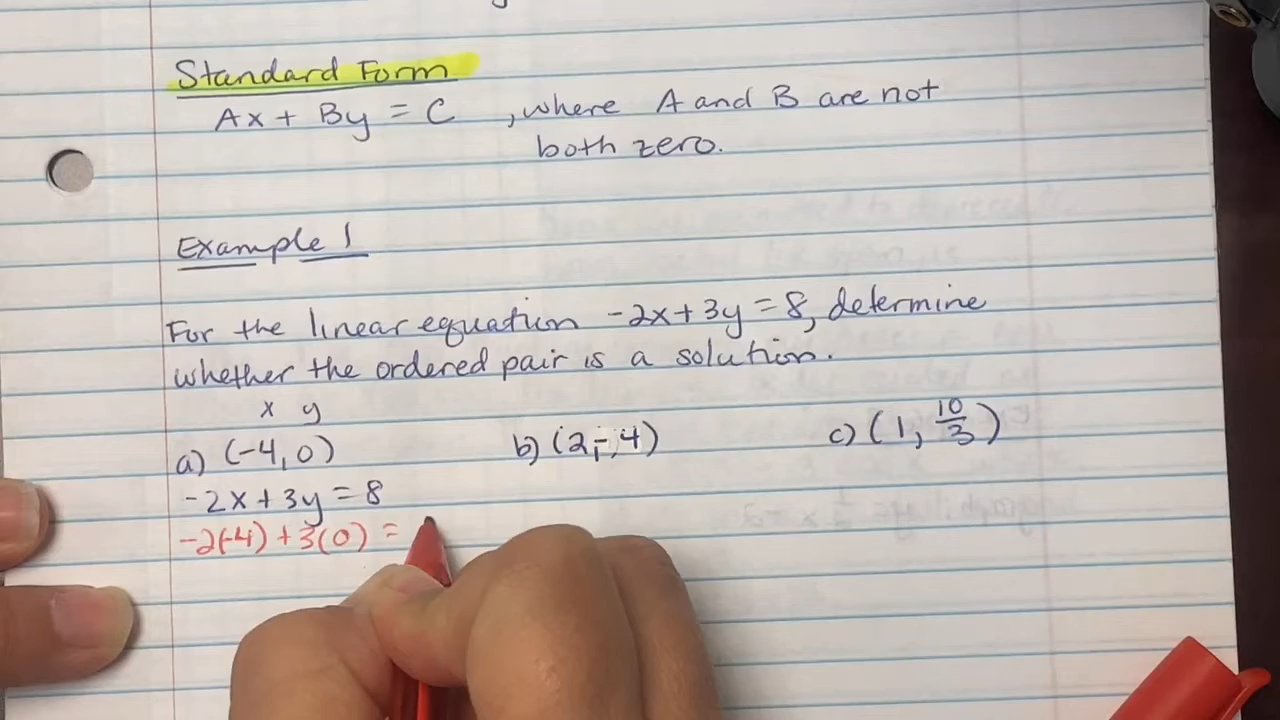 Standard Form
Ax + By = C , where A and B are not
both zero.
Example 1
For the linear equation -2x + 3y = 8, determine
whether the ordered pair is a solution.
x y
a) (-4, 0) b) (2, -4) c) (1, 10/3)
-2x + 3y = 8
-2(-4) + 3(0) =